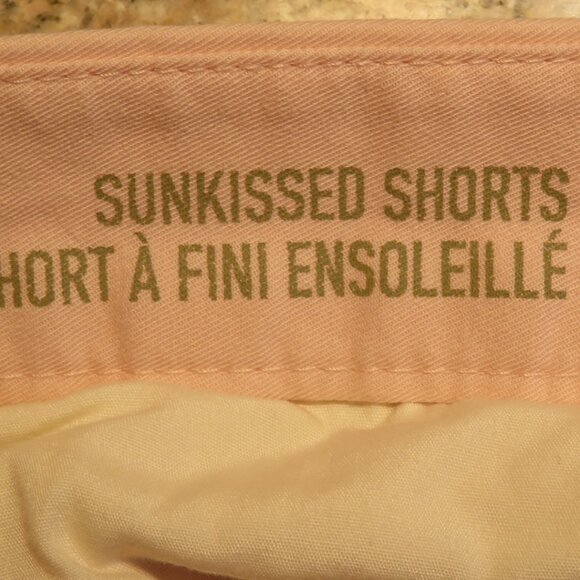 SUNKISSED SHORTS
HORT À FINI ENSOLEILLÉ